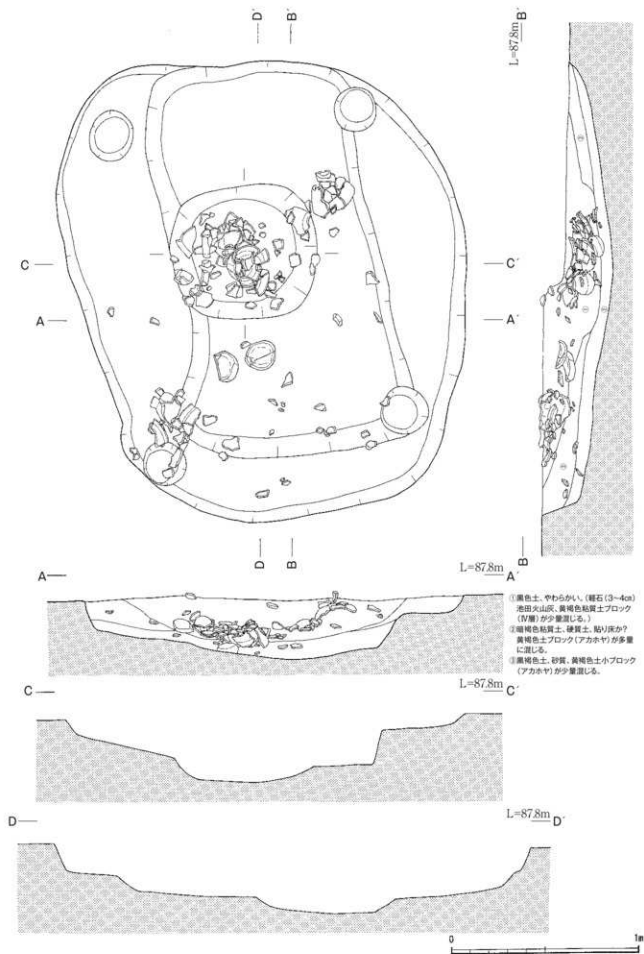 D´ B´
L=87.8m
B´
C C´
A A´
D B
B
L=87.8m
A A´
①黒色土、やわらかい。(軽石(3~4㎝)
池田火山灰、黄褐色粘質土ブロック
(Ⅳ層)が少量混じる。)
②暗褐色粘質土、硬質土、貼り床か?
黄褐色土ブロック(アカホヤ)が多量
に混じる。
③黒褐色土、砂質、黄褐色土小ブロック
(アカホヤ)が少量混じる。
L=87.8m
C C´
L=87.8m
D D´
0 1m